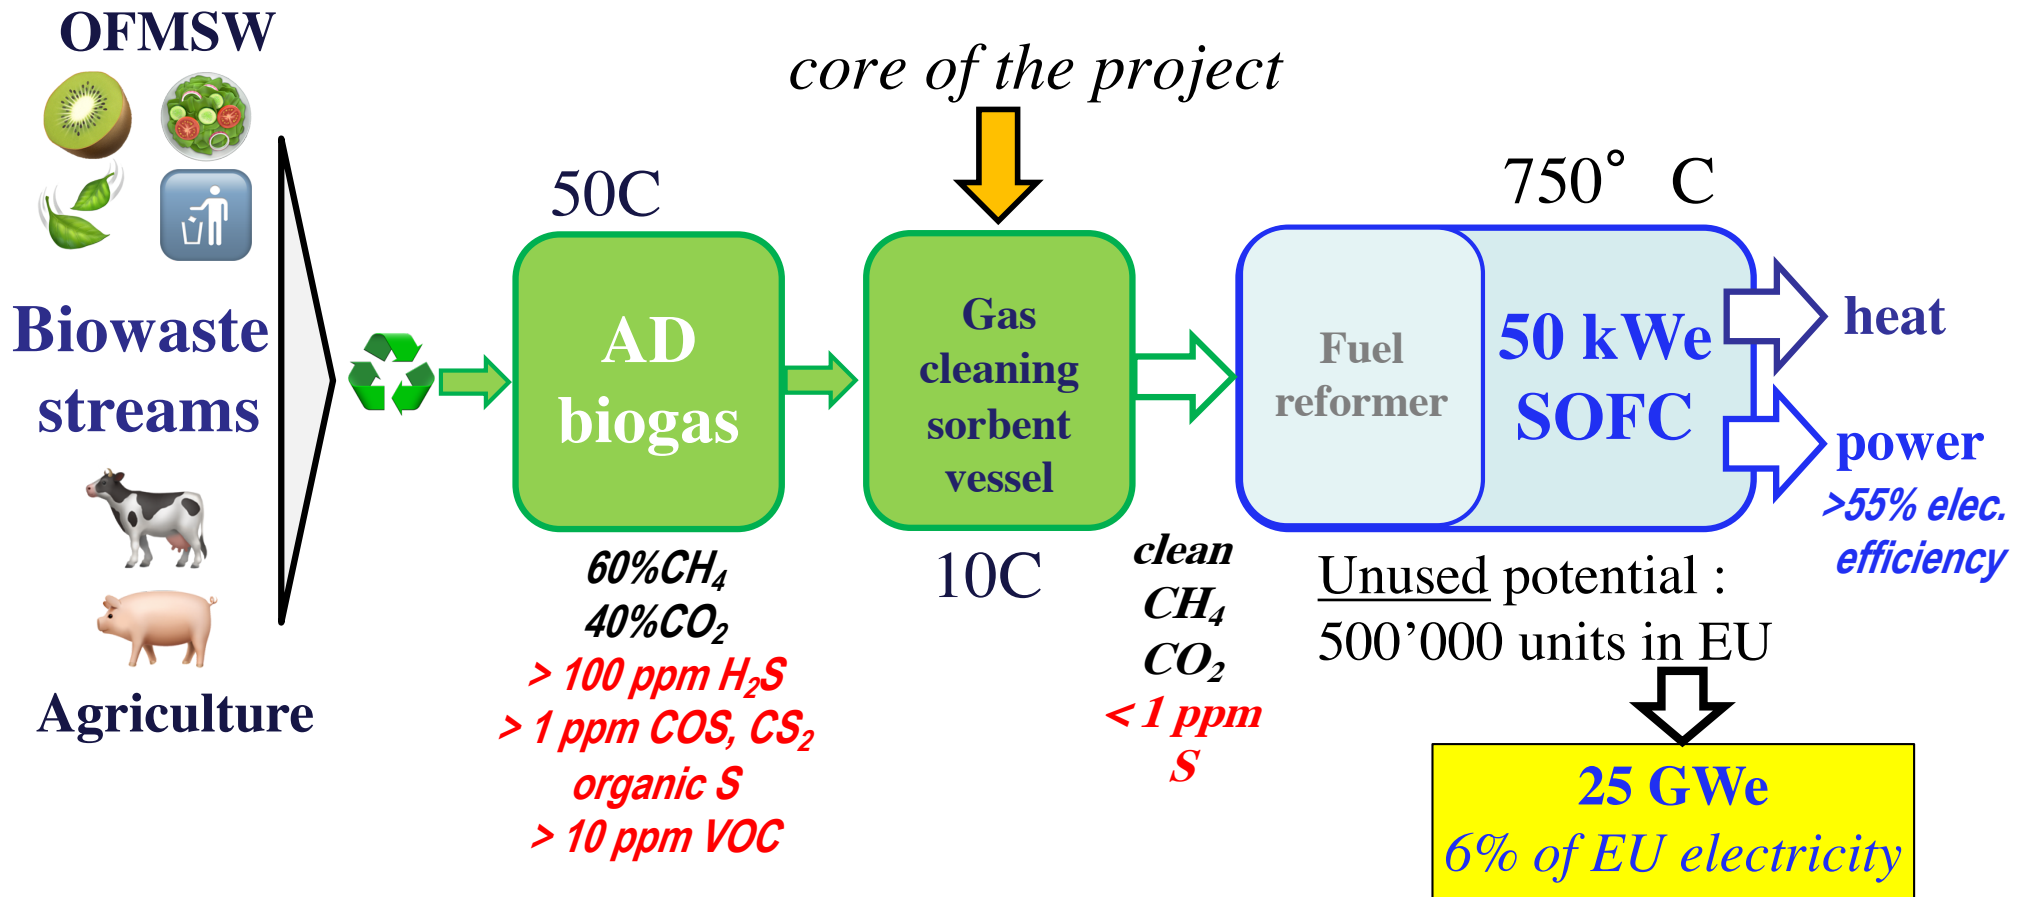 OFMSW
Biowaste
streams
Agriculture
50C
AD
biogas
60%CH₄
40%CO₂
> 100 ppm H₂S
> 1 ppm COS, CS₂
organic S
> 10 ppm VOC
core of the project
Gas
cleaning
sorbent
vessel
10C
clean
CH₄
CO₂
< 1 ppm
S
750° C
Fuel
reformer
50 kWe
SOFC
heat
power
>55% elec.
efficiency
Unused potential :
500’000 units in EU
25 GWe
6% of EU electricity